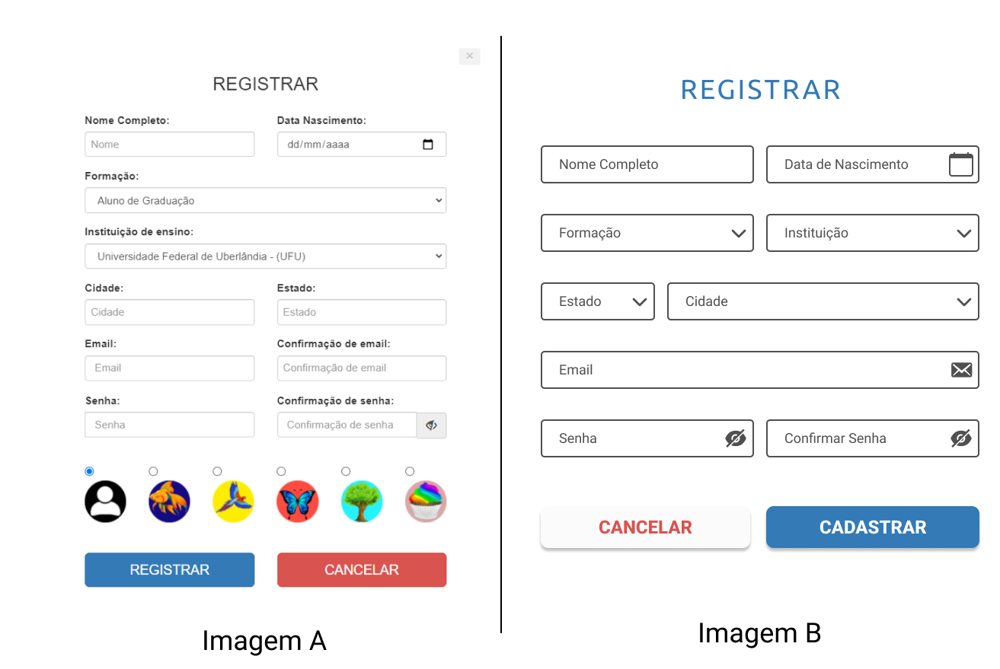 ×
REGISTRAR
Nome Completo:
Data Nascimento:
Nome
dd/mm/aaaa
Formação:
Aluno de Graduação
Instituição de ensino:
Universidade Federal de Uberlândia - (UFU)
Cidade:
Estado:
Cidade
Estado
Email:
Confirmação de email:
Email
Confirmação de email
Senha:
Confirmação de senha:
Senha
Confirmação de senha
REGISTRAR
CANCELAR
Imagem A
REGISTRAR
Nome Completo
Data de Nascimento
Formação
Instituição
Estado
Cidade
Email
Senha
Confirmar Senha
CANCELAR
CADASTRAR
Imagem B